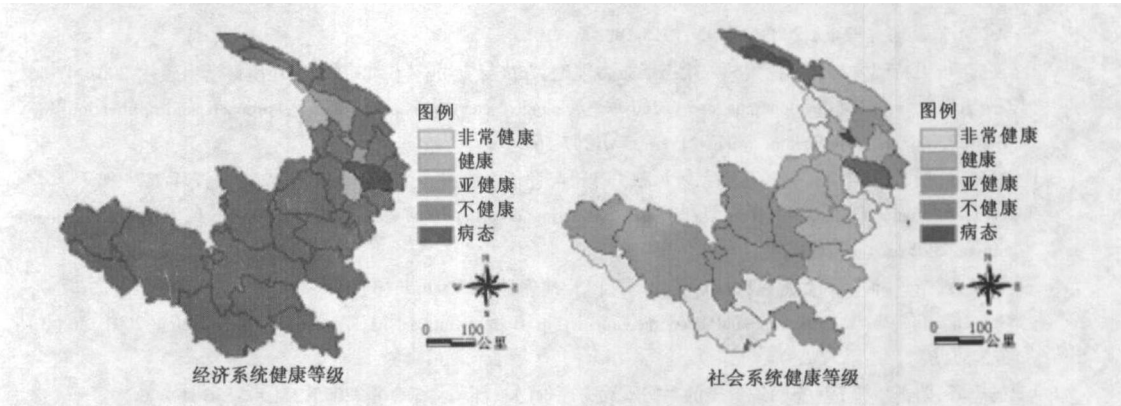 图例
非常健康
健康
亚健康
不健康
病态
0 100
公里
经济系统健康等级
图例
非常健康
健康
亚健康
不健康
病态
0 100
公里
社会系统健康等级